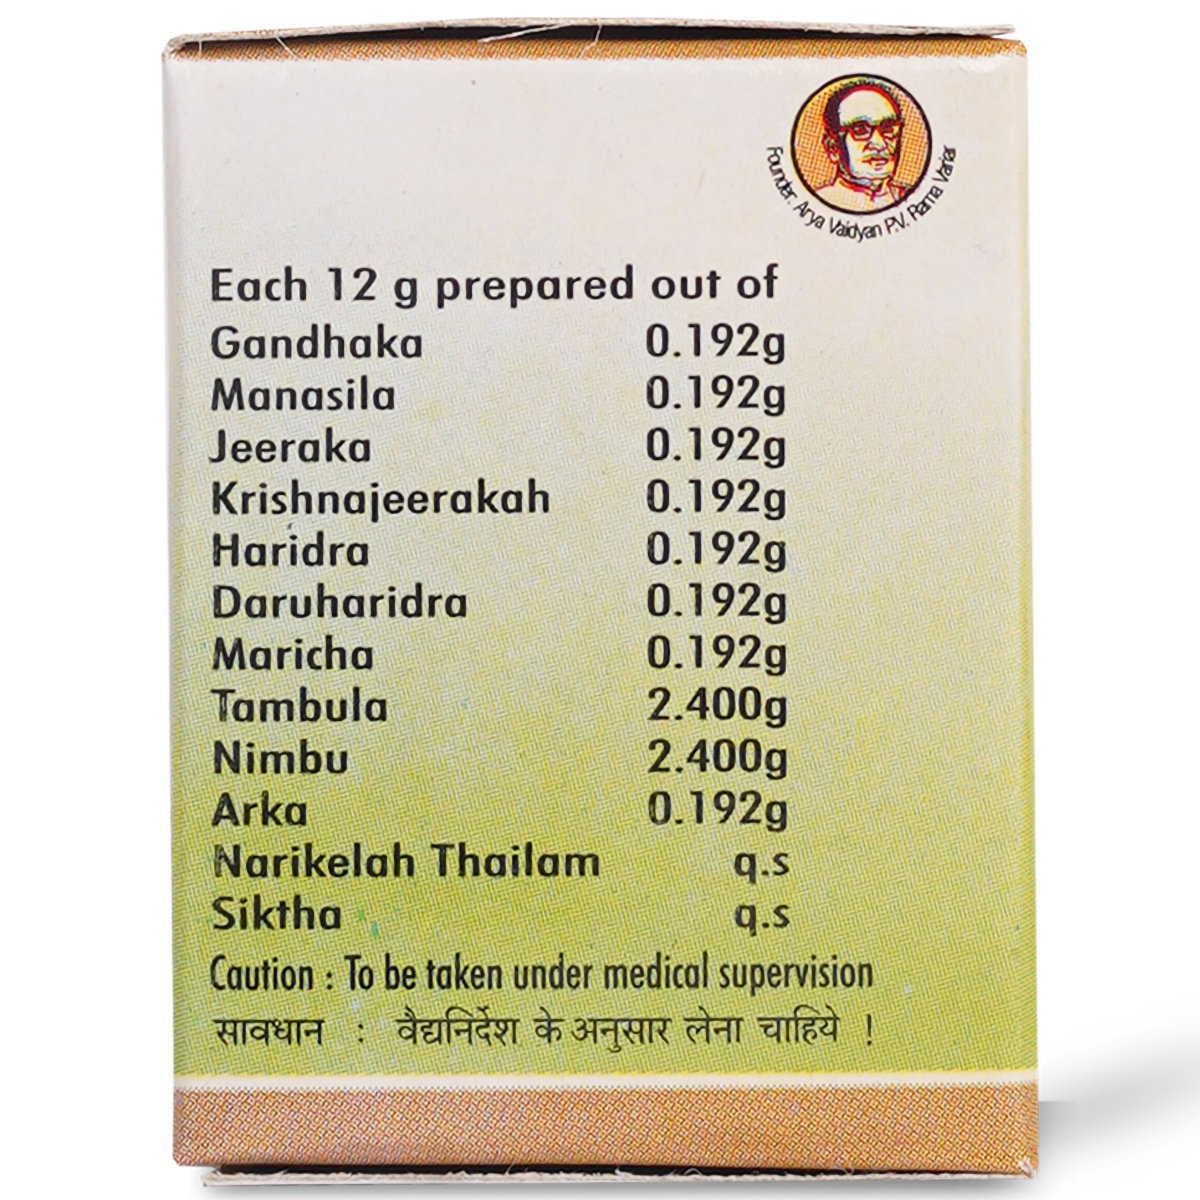 Founder, Arya Vaidyan P.V. Rama Variar
Each 12 g prepared out of
Gandhaka 0.192g
Manasila 0.192g
Jeeraka 0.192g
Krishnajeerakah 0.192g
Haridra 0.192g
Daruharidra 0.192g
Maricha 0.192g
Tambula 2.400g
Nimbu 2.400g
Arka 0.192g
Narikelah Thailam q.s
Siktha q.s
Caution : To be taken under medical supervision
सावधान : वैद्यनिर्देश के अनुसार लेना चाहिये !